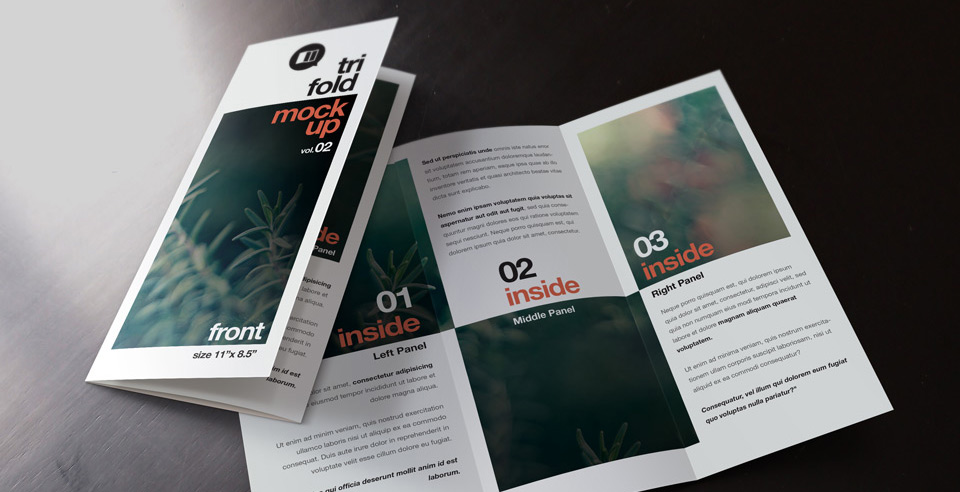 tri
fold
mock
up
vol.02
front
size 11"x 8.5"
de
Panel
01
inside
Left Panel
dolor sit amet, consectetur adipisicing
eiusmod tempor incididunt ut labore et
dolore magna aliqua.
Ut enim ad minim veniam, quis nostrud exercitation
ullamco laboris nisi ut aliquip ex ea commodo
consequat. Duis aute irure dolor in reprehenderit in
voluptate velit esse cillum dolore eu fugiat.
qui officia deserunt mollit anim id est
laborum.
Sed ut perspiciatis unde omnis iste natus error
sit voluptatem accusantium doloremque laudan-
tium, totam rem aperiam, eaque ipsa quae ab illo
inventore veritatis et quasi architecto beatae vitae
dicta sunt explicabo.
Nemo enim ipsam voluptatem quia voluptas sit
aspernatur aut odit aut fugit, sed quia conse-
quuntur magni dolores eos qui ratione voluptatem
sequi nesciunt. Neque porro quisquam est, qui
dolorem ipsum quia dolor sit amet, consectetur.
02
inside
Middle Panel
03
inside
Right Panel
Neque porro quisquam est, qui dolorem ipsum
quia dolor sit amet, consectetur, adipisci velit, sed
quia non numquam eius modi tempora incidunt ut
labore et dolore magnam aliquam quaerat
voluptatem.
Ut enim ad minima veniam, quis nostrum exercita-
tionem ullam corporis suscipit laboriosam, nisi ut
aliquid ex ea commodi consequatur?
Consequatur, vel illum qui dolorem eum fugiat
quo voluptas nulla pariatur?"